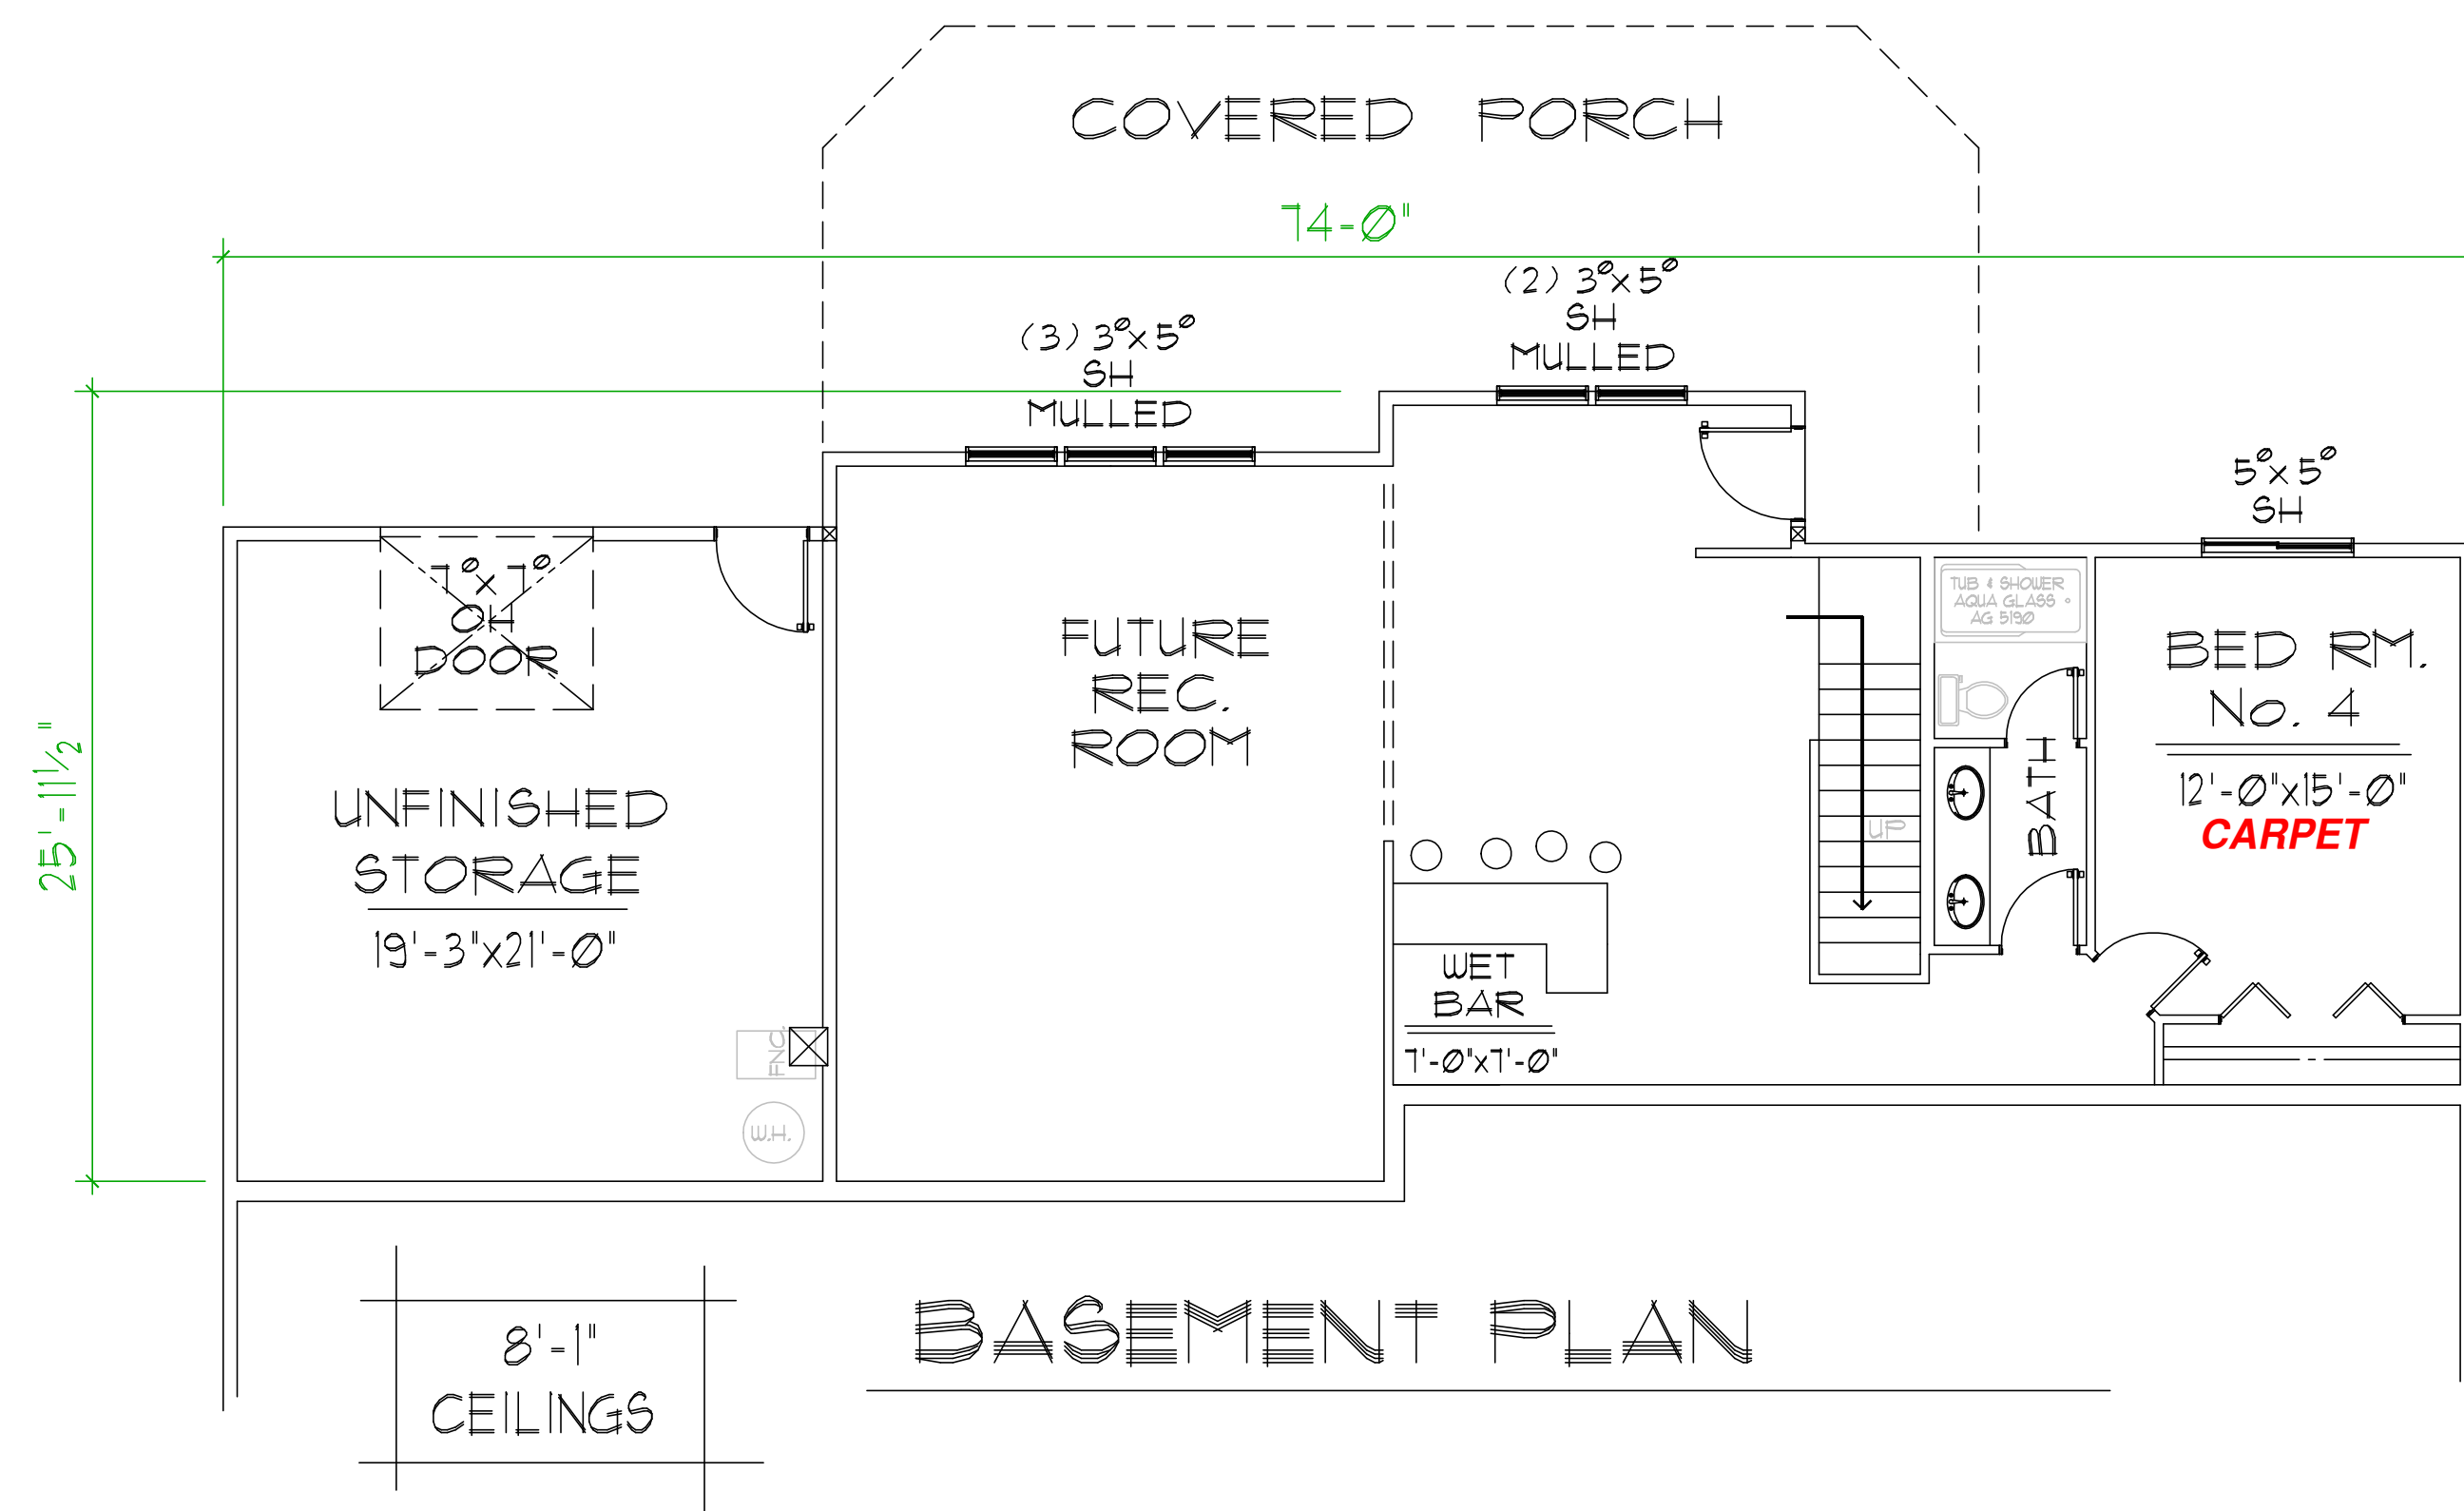 COVERED PORCH
74-0"
(2) 3⁰x5⁰
SH
MULLED
(3) 3⁰x5⁰
SH
MULLED
5⁰x5⁰
SH
7⁰x7⁰
OH
DOOR
TUB & SHOWER
AQUA GLASS
AG 5190
FUTURE
REC.
ROOM
BED RM.
No. 4
12'-0"x15'-0"
CARPET
BATH
UP
25'-11 1/2"
UNFINISHED
STORAGE
19'-3"x21'-0"
WET
BAR
7'-0"x7'-0"
FNC.
W.H.
BASEMENT PLAN
8'-1"
CEILINGS